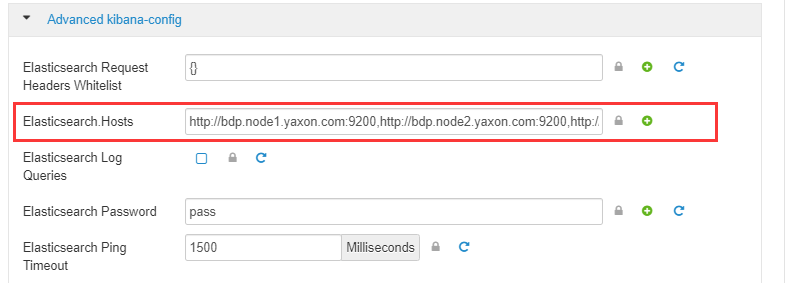 Advanced kibana-config
Elasticsearch Request
Headers Whitelist
{}
Elasticsearch.Hosts
http://bdp.node1.yaxon.com:9200,http://bdp.node2.yaxon.com:9200,http:/
Elasticsearch Log
Queries
Elasticsearch Password
pass
Elasticsearch Ping
Timeout
1500 Milliseconds